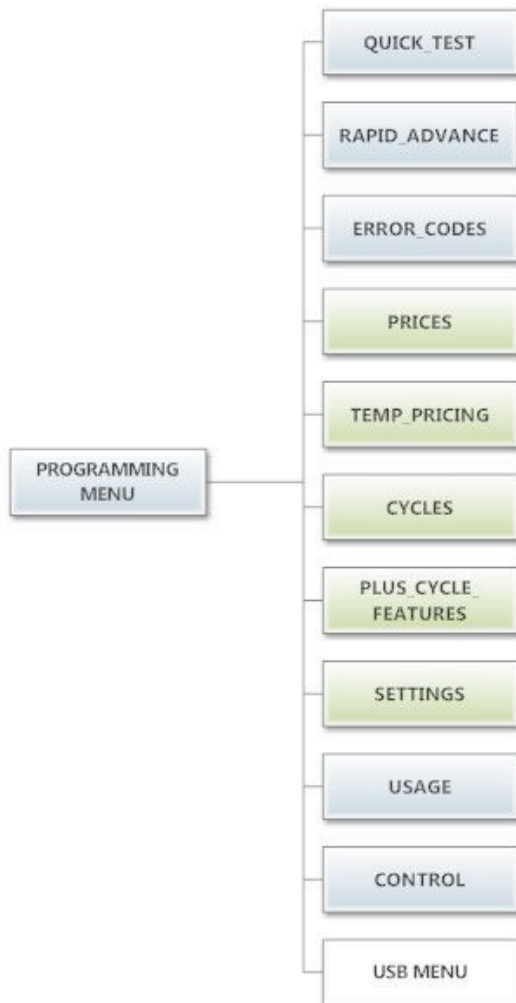 QUICK_TEST
RAPID_ADVANCE
ERROR_CODES
PRICES
TEMP_PRICING
PROGRAMMING
MENU
CYCLES
PLUS_CYCLE_
FEATURES
SETTINGS
USAGE
CONTROL
USB MENU